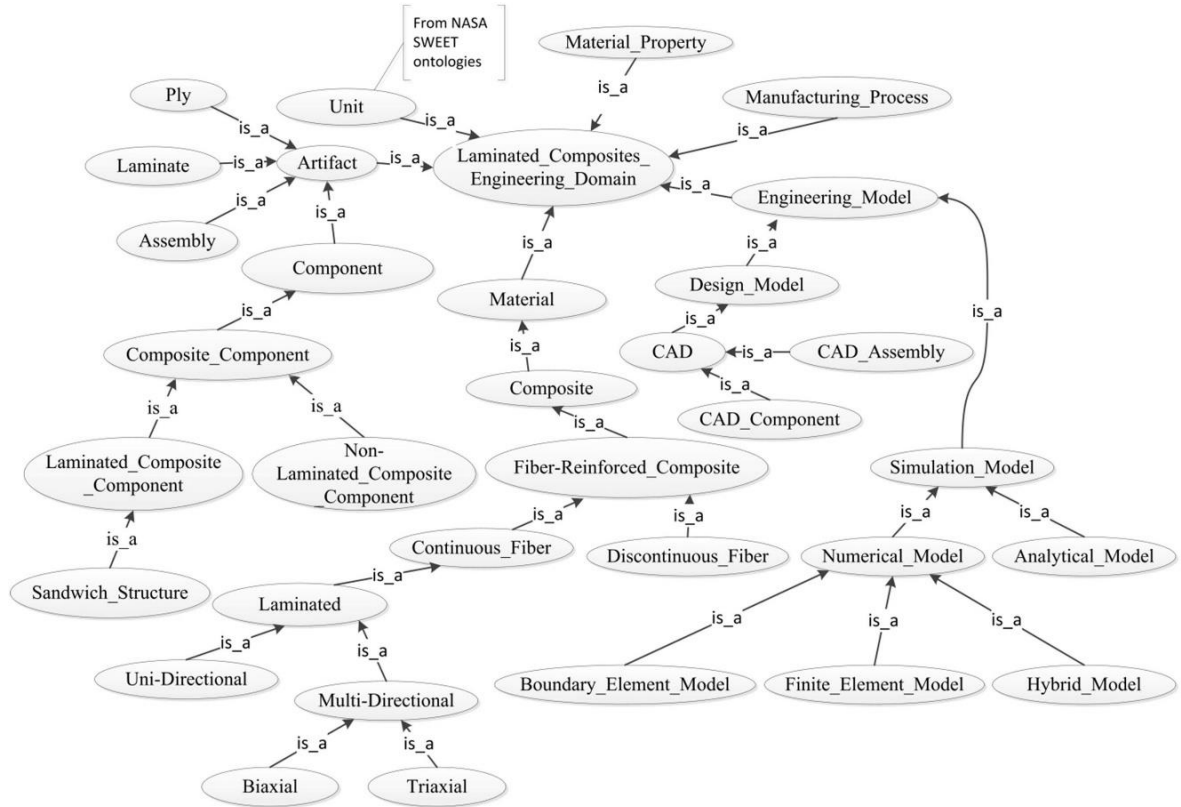 From NASA
SWEET
ontologies
Material_Property
is_a
Ply
Unit
Manufacturing_Process
is_a
is_a
is_a
Laminate
is_a
Artifact
is_a
Laminated_Composites_
Engineering_Domain
is_a
Engineering_Model
Assembly
is_a
is_a
Component
is_a
Material
is_a
Design_Model
is_a
is_a
is_a
Composite_Component
is_a
CAD
is_a
CAD_Assembly
Composite
is_a
CAD_Component
is_a
is_a
is_a
Laminated_Composite
_Component
Non-
Laminated_Composite
_Component
Fiber-Reinforced_Composite
Simulation_Model
is_a
is_a
is_a
is_a
is_a
Continuous_Fiber
Discontinuous_Fiber
Numerical_Model
Analytical_Model
Sandwich_Structure
is_a
Laminated
is_a
is_a
is_a
is_a
is_a
Uni-Directional
Boundary_Element_Model
Finite_Element_Model
Hybrid_Model
Multi-Directional
is_a
is_a
Biaxial
Triaxial